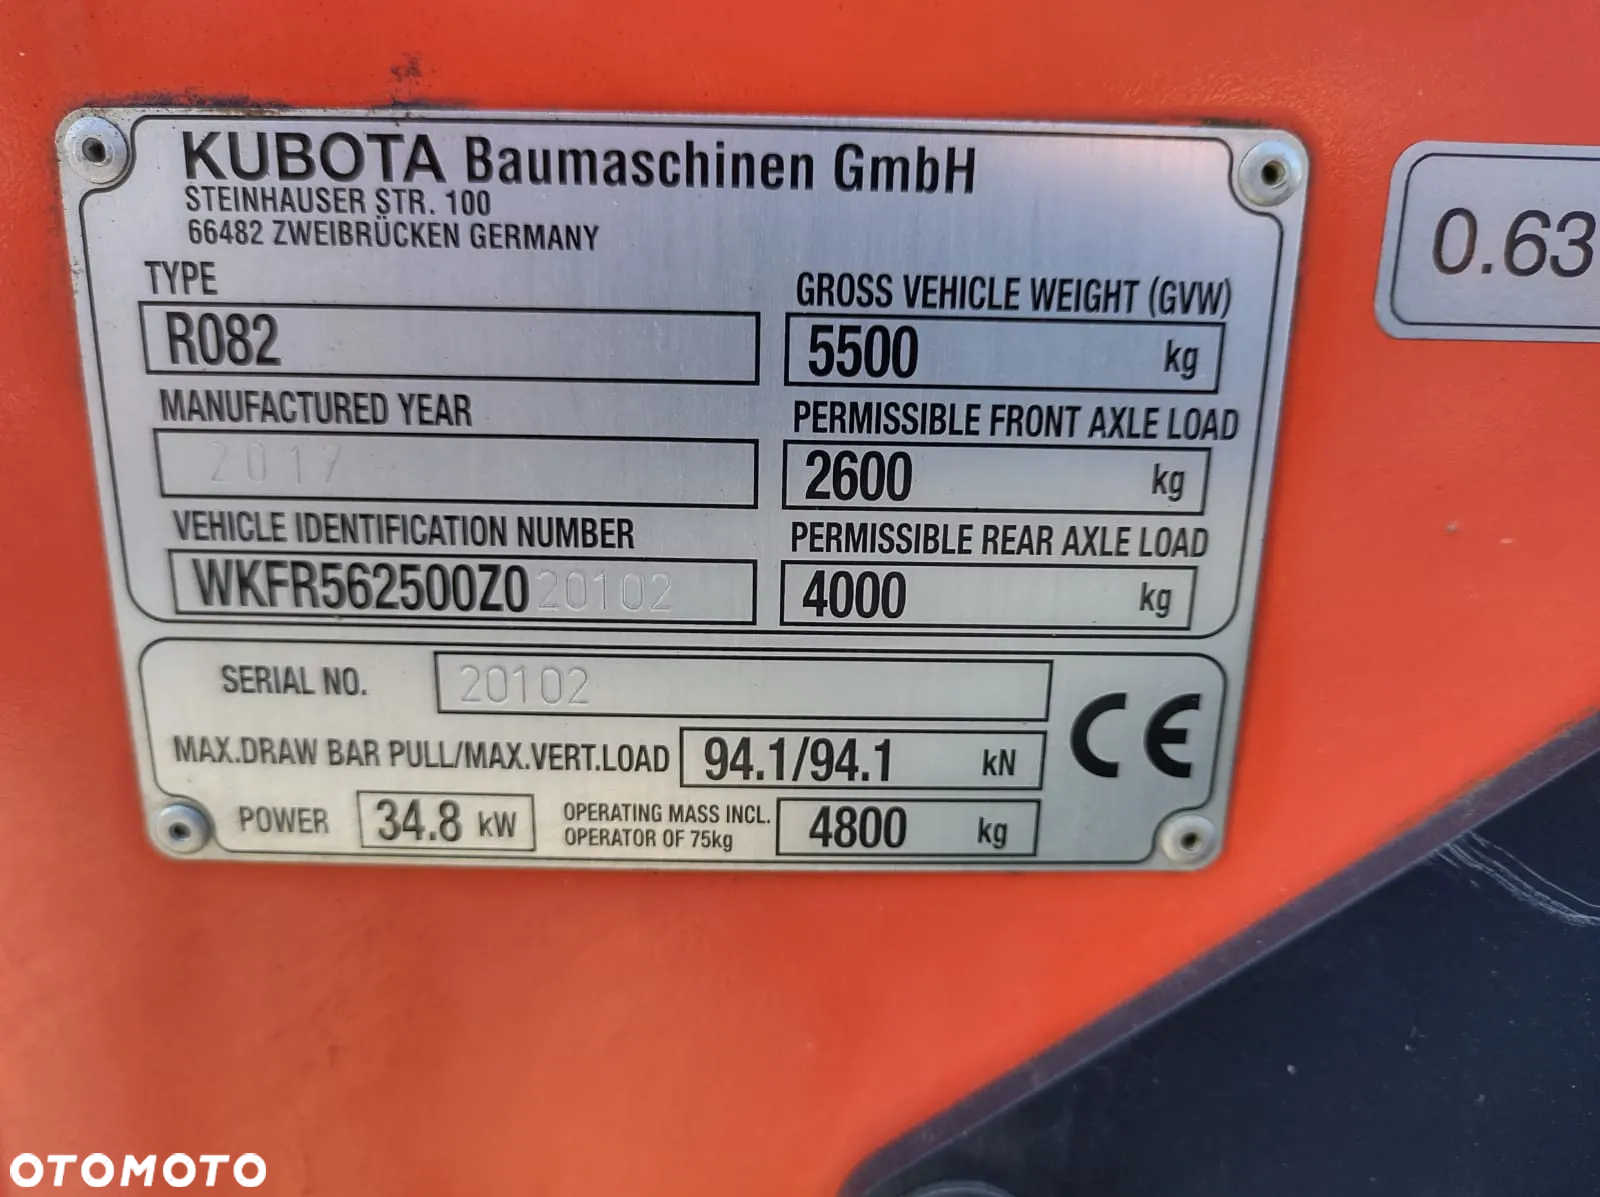 KUBOTA Baumaschinen GmbH
STEINHAUSER STR. 100
66482 ZWEIBRÜCKEN GERMANY
TYPE
R082
MANUFACTURED YEAR
2017
VEHICLE IDENTIFICATION NUMBER
WKFR562500Z020102
GROSS VEHICLE WEIGHT (GVW)
5500 kg
PERMISSIBLE FRONT AXLE LOAD
2600 kg
PERMISSIBLE REAR AXLE LOAD
4000 kg
SERIAL NO. 20102
CE
MAX.DRAW BAR PULL/MAX.VERT.LOAD 94.1/94.1 kN
POWER 34.8 kW
OPERATING MASS INCL.
OPERATOR OF 75kg
4800 kg
0.63
OTOMOTO